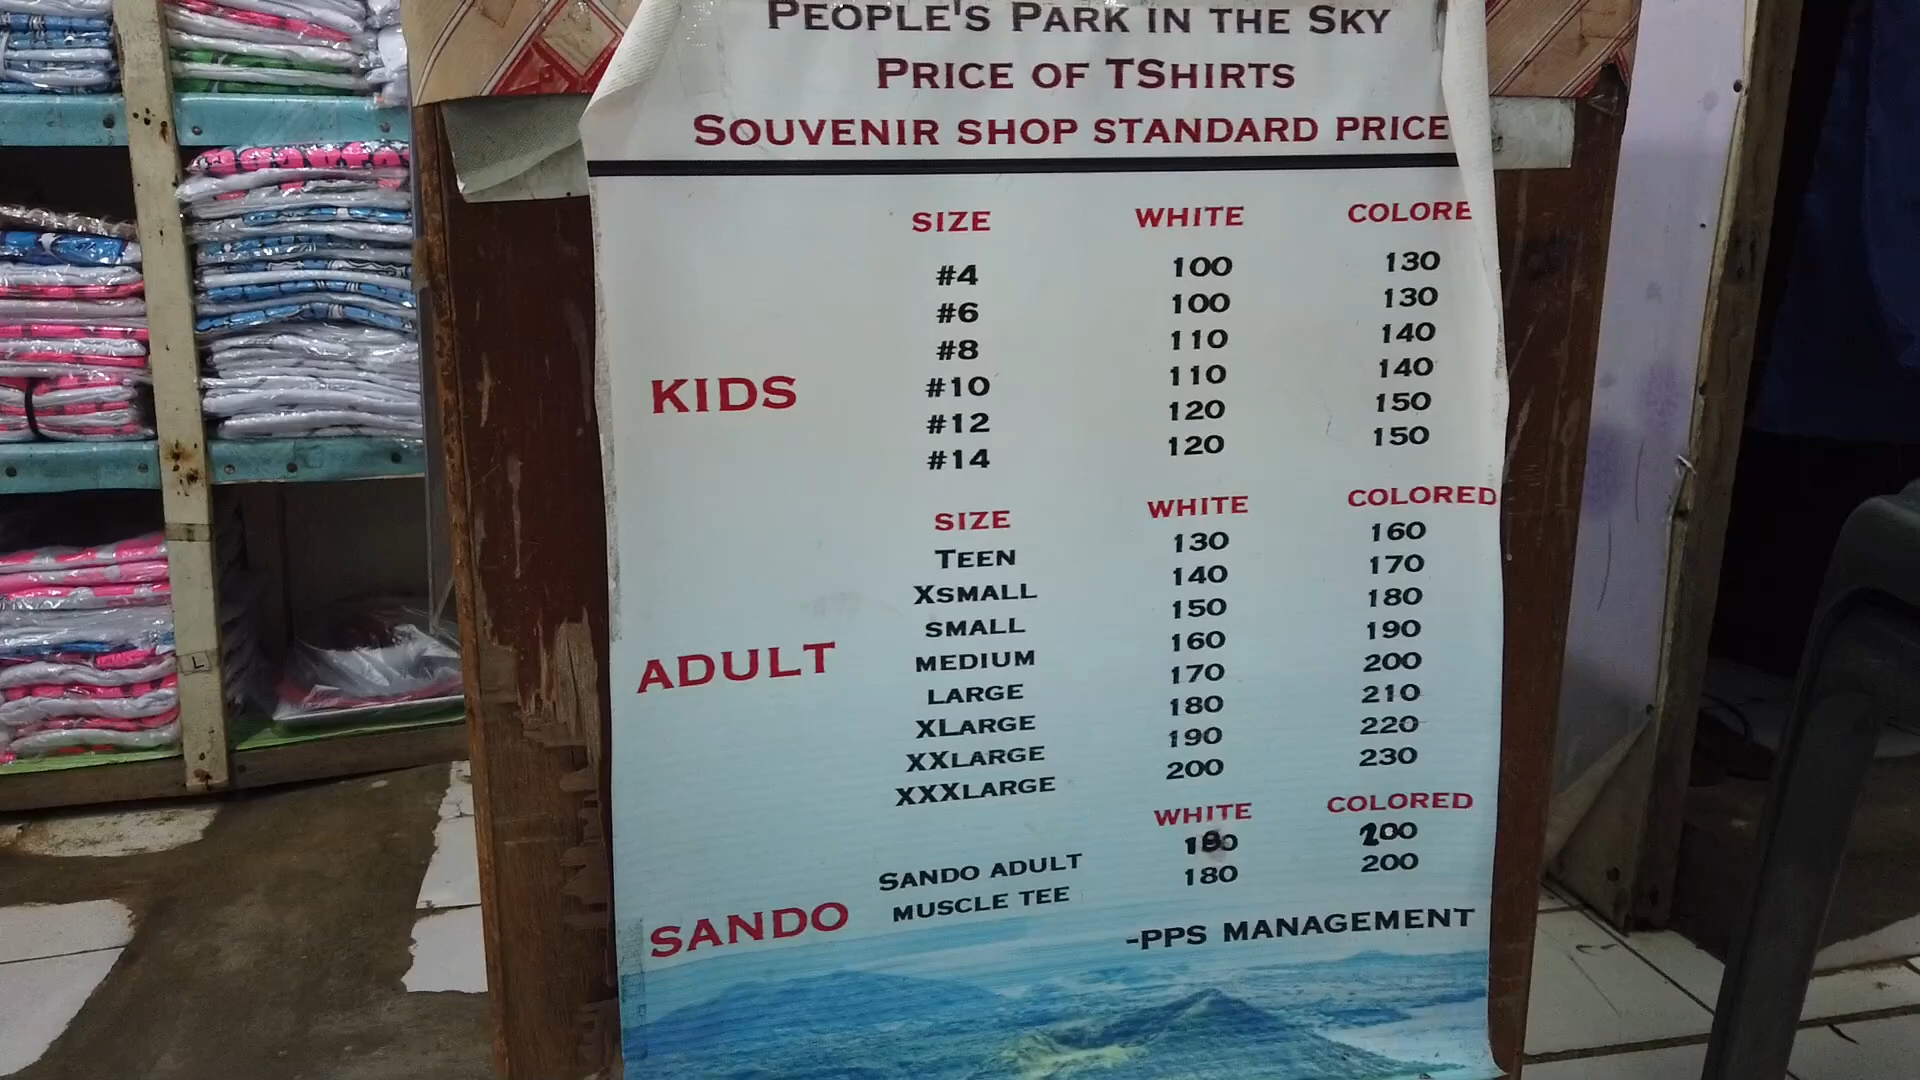 PEOPLE'S PARK IN THE SKY
PRICE OF TSHIRTS
SOUVENIR SHOP STANDARD PRICE
SIZE WHITE COLORE
#4 100 130
#6 100 130
#8 110 140
#10 110 140
#12 120 150
#14 120 150
KIDS
SIZE WHITE COLORED
TEEN 130 160
XSMALL 140 170
SMALL 150 180
MEDIUM 160 190
LARGE 170 200
XLARGE 180 210
XXLARGE 190 220
XXXLARGE 200 230
ADULT
WHITE COLORED
SANDO ADULT 180 200
MUSCLE TEE 180 200
SANDO
-PPS MANAGEMENT
L